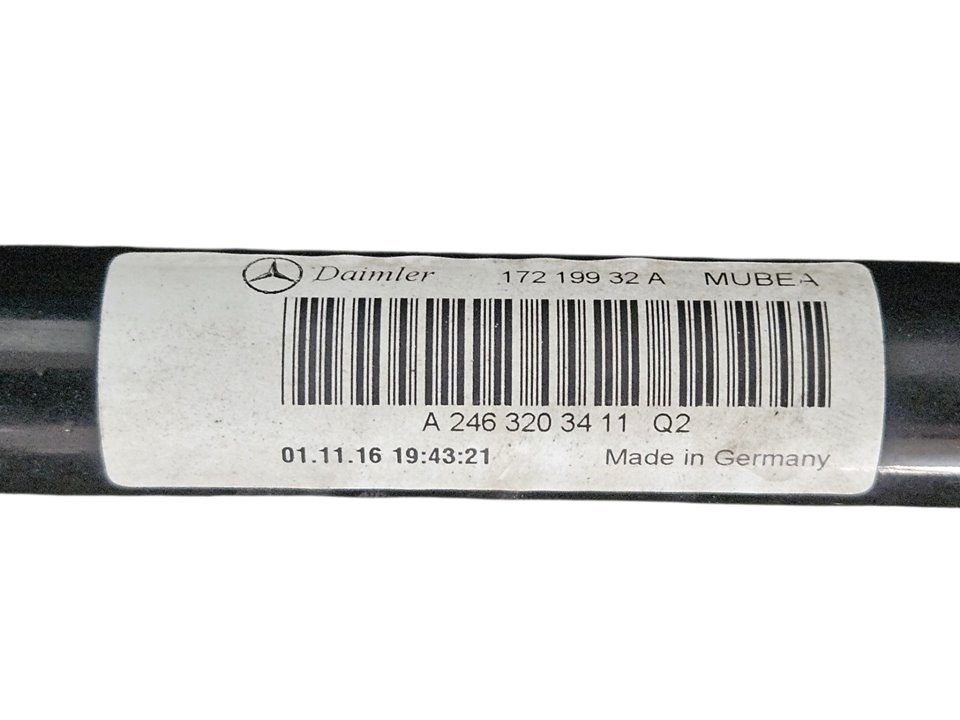 Daimler 172 199 32 A MUBEA
A 246 320 34 11 Q2
01.11.16 19:43:21 Made in Germany